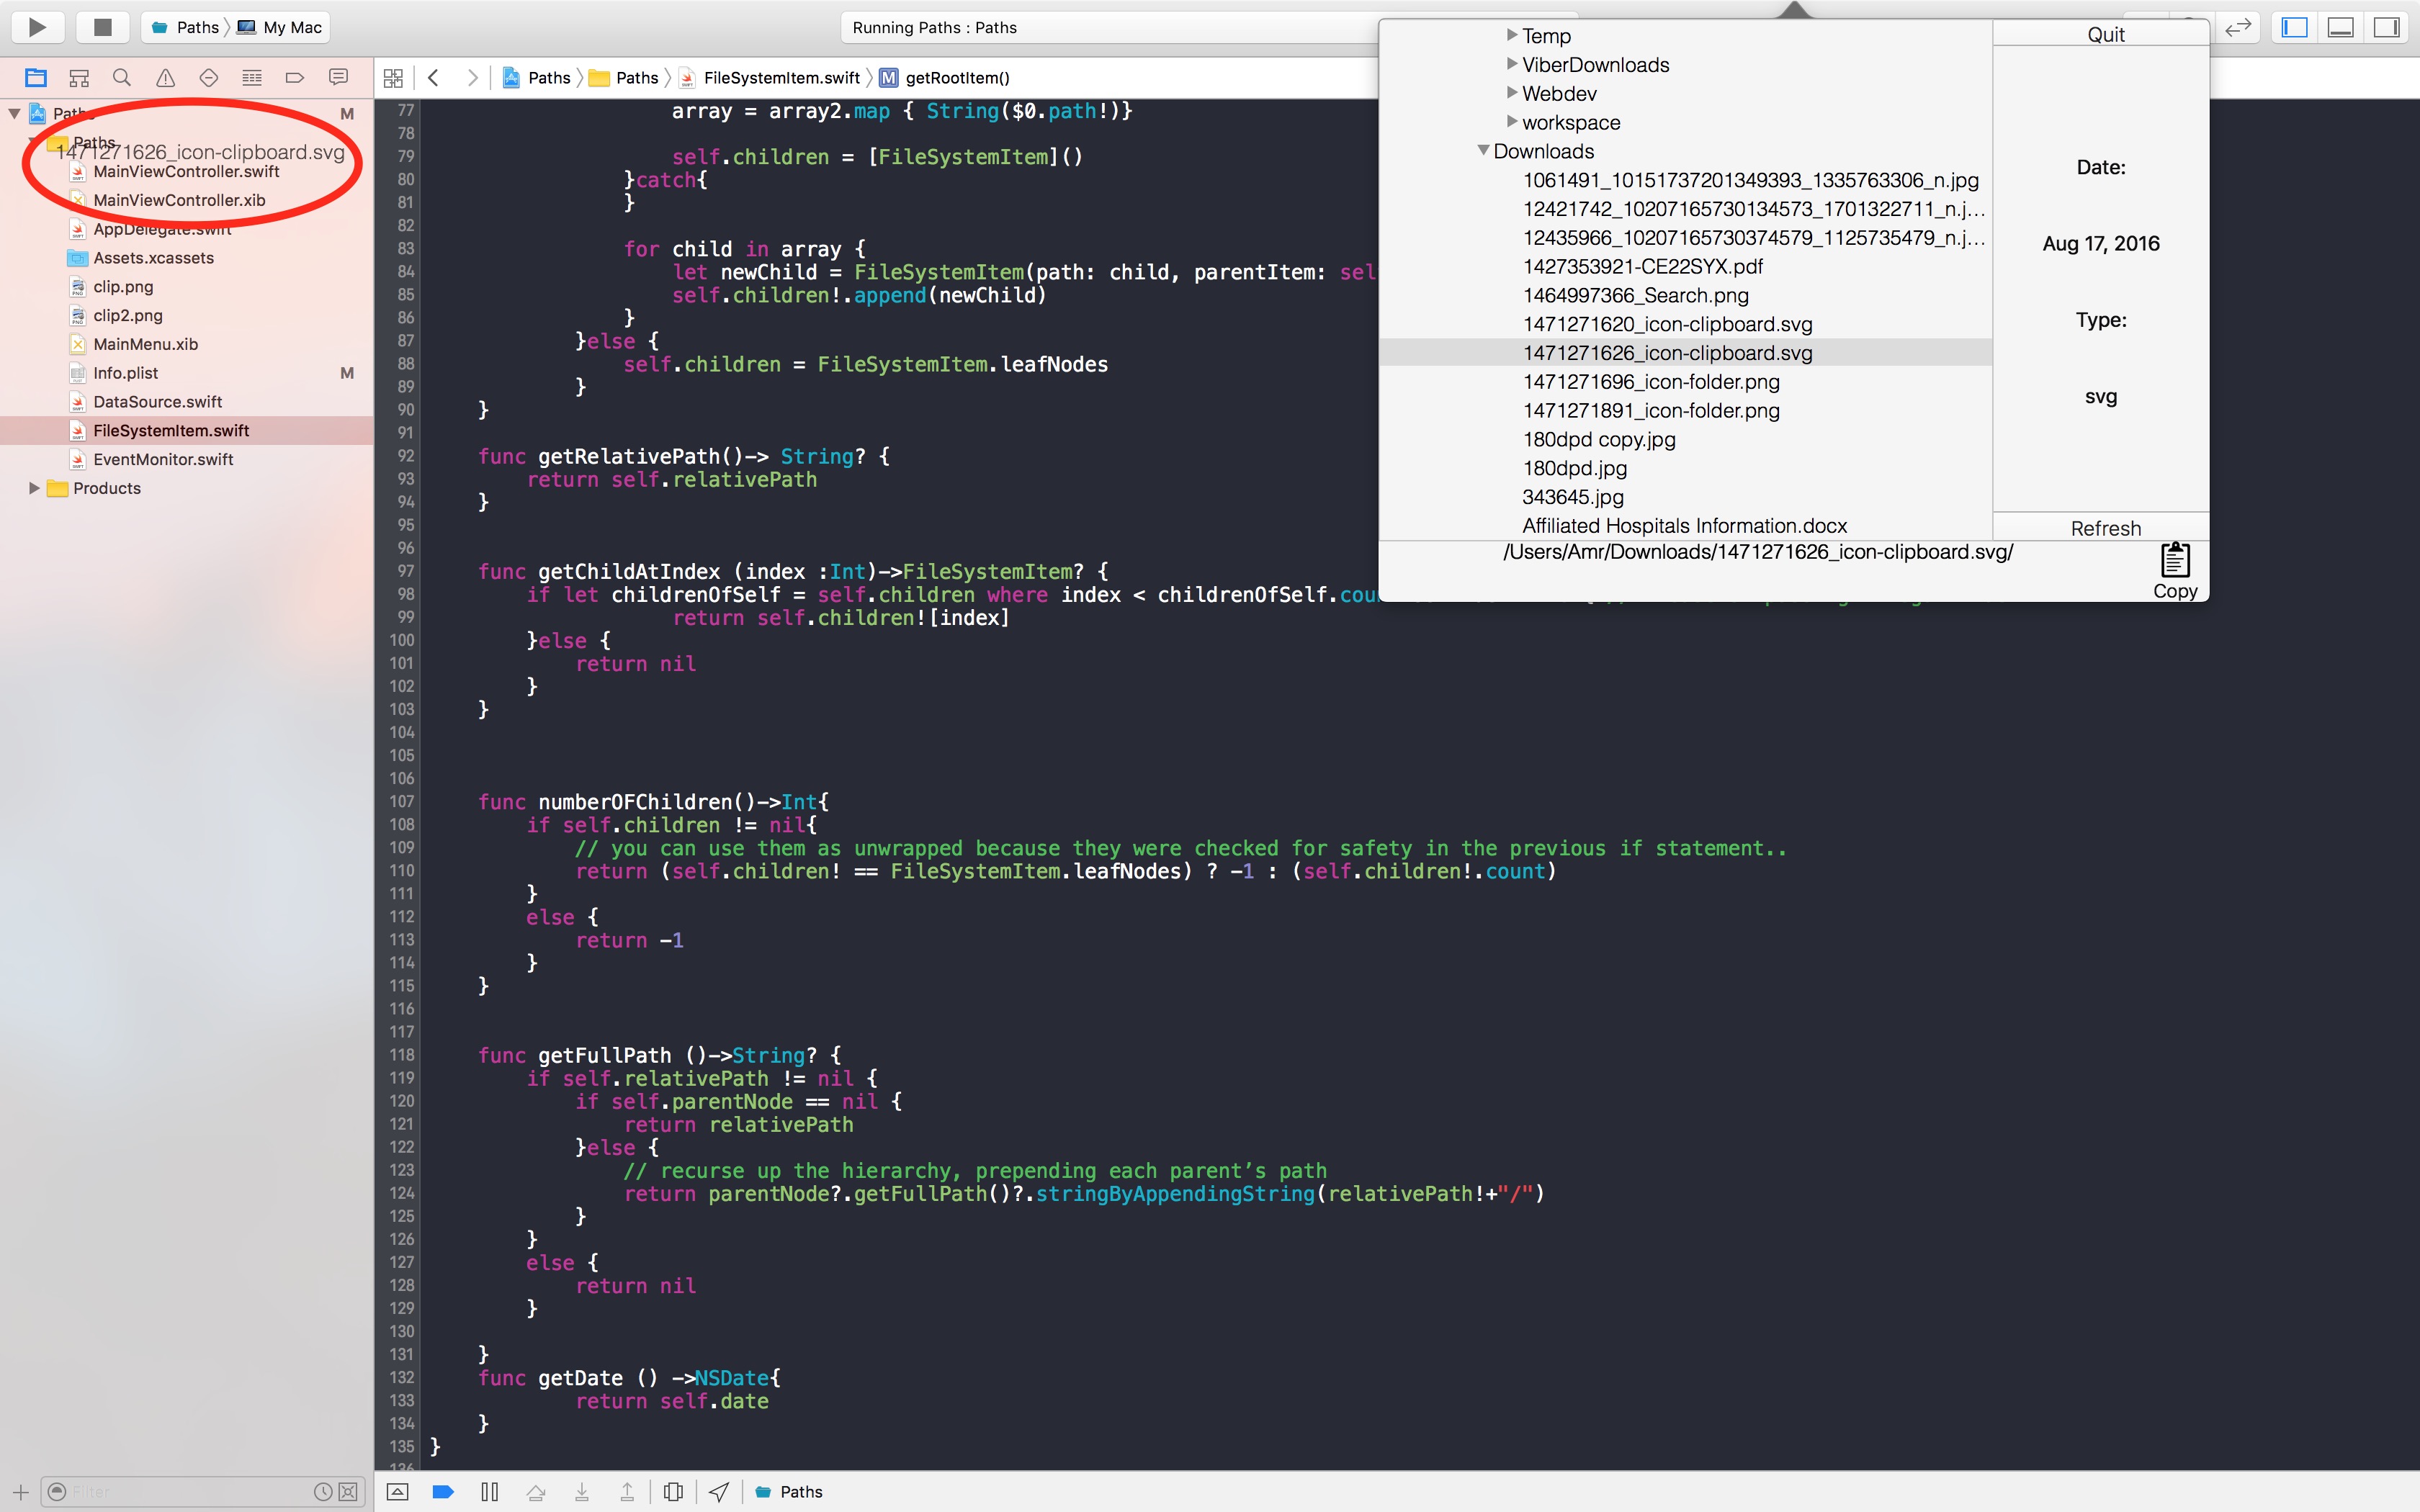 Paths
My Mac
Running Paths : Paths
Paths
Paths
FileSystemItem.swift
M
getRootItem()
Paths
M
Paths
1471271626_icon-clipboard.svg
MainViewController.swift
MainViewController.xib
AppDelegate.swift
Assets.xcassets
clip.png
clip2.png
MainMenu.xib
Info.plist
M
DataSource.swift
FileSystemItem.swift
EventMonitor.swift
Products
Filter
77 array = array2.map { String($0.path!)}
78
79 self.children = [FileSystemItem]()
80 }catch{
81 }
82
83 for child in array {
84 let newChild = FileSystemItem(path: child, parentItem: sel
85 self.children!.append(newChild)
86 }
87 }else {
88 self.children = FileSystemItem.leafNodes
89 }
90 }
91
92 func getRelativePath()-> String? {
93 return self.relativePath
94 }
95
96
97 func getChildAtIndex (index :Int)->FileSystemItem? {
98 if let childrenOfSelf = self.children where index < childrenOfSelf.cou
99 return self.children![index]
100 }else {
101 return nil
102 }
103 }
104
105
106
107 func numberOFChildren()->Int{
108 if self.children != nil{
109 // you can use them as unwrapped because they were checked for safety in the previous if statement..
110 return (self.children! == FileSystemItem.leafNodes) ? -1 : (self.children!.count)
111 }
112 else {
113 return -1
114 }
115 }
116
117
118 func getFullPath ()->String? {
119 if self.relativePath != nil {
120 if self.parentNode == nil {
121 return relativePath
122 }else {
123 // recurse up the hierarchy, prepending each parent’s path
124 return parentNode?.getFullPath()?.stringByAppendingString(relativePath!+"/")
125 }
126 }
127 else {
128 return nil
129 }
130
131 }
132 func getDate () ->NSDate{
133 return self.date
134 }
135 }
136
Paths
Temp
ViberDownloads
Webdev
workspace
Downloads
1061491_10151737201349393_1335763306_n.jpg
12421742_10207165730134573_1701322711_n.j...
12435966_10207165730374579_1125735479_n.j...
1427353921-CE22SYX.pdf
1464997366_Search.png
1471271620_icon-clipboard.svg
1471271626_icon-clipboard.svg
1471271696_icon-folder.png
1471271891_icon-folder.png
180dpd copy.jpg
180dpd.jpg
343645.jpg
Affiliated Hospitals Information.docx
/Users/Amr/Downloads/1471271626_icon-clipboard.svg/
Quit
Date:
Aug 17, 2016
Type:
svg
Refresh
Copy